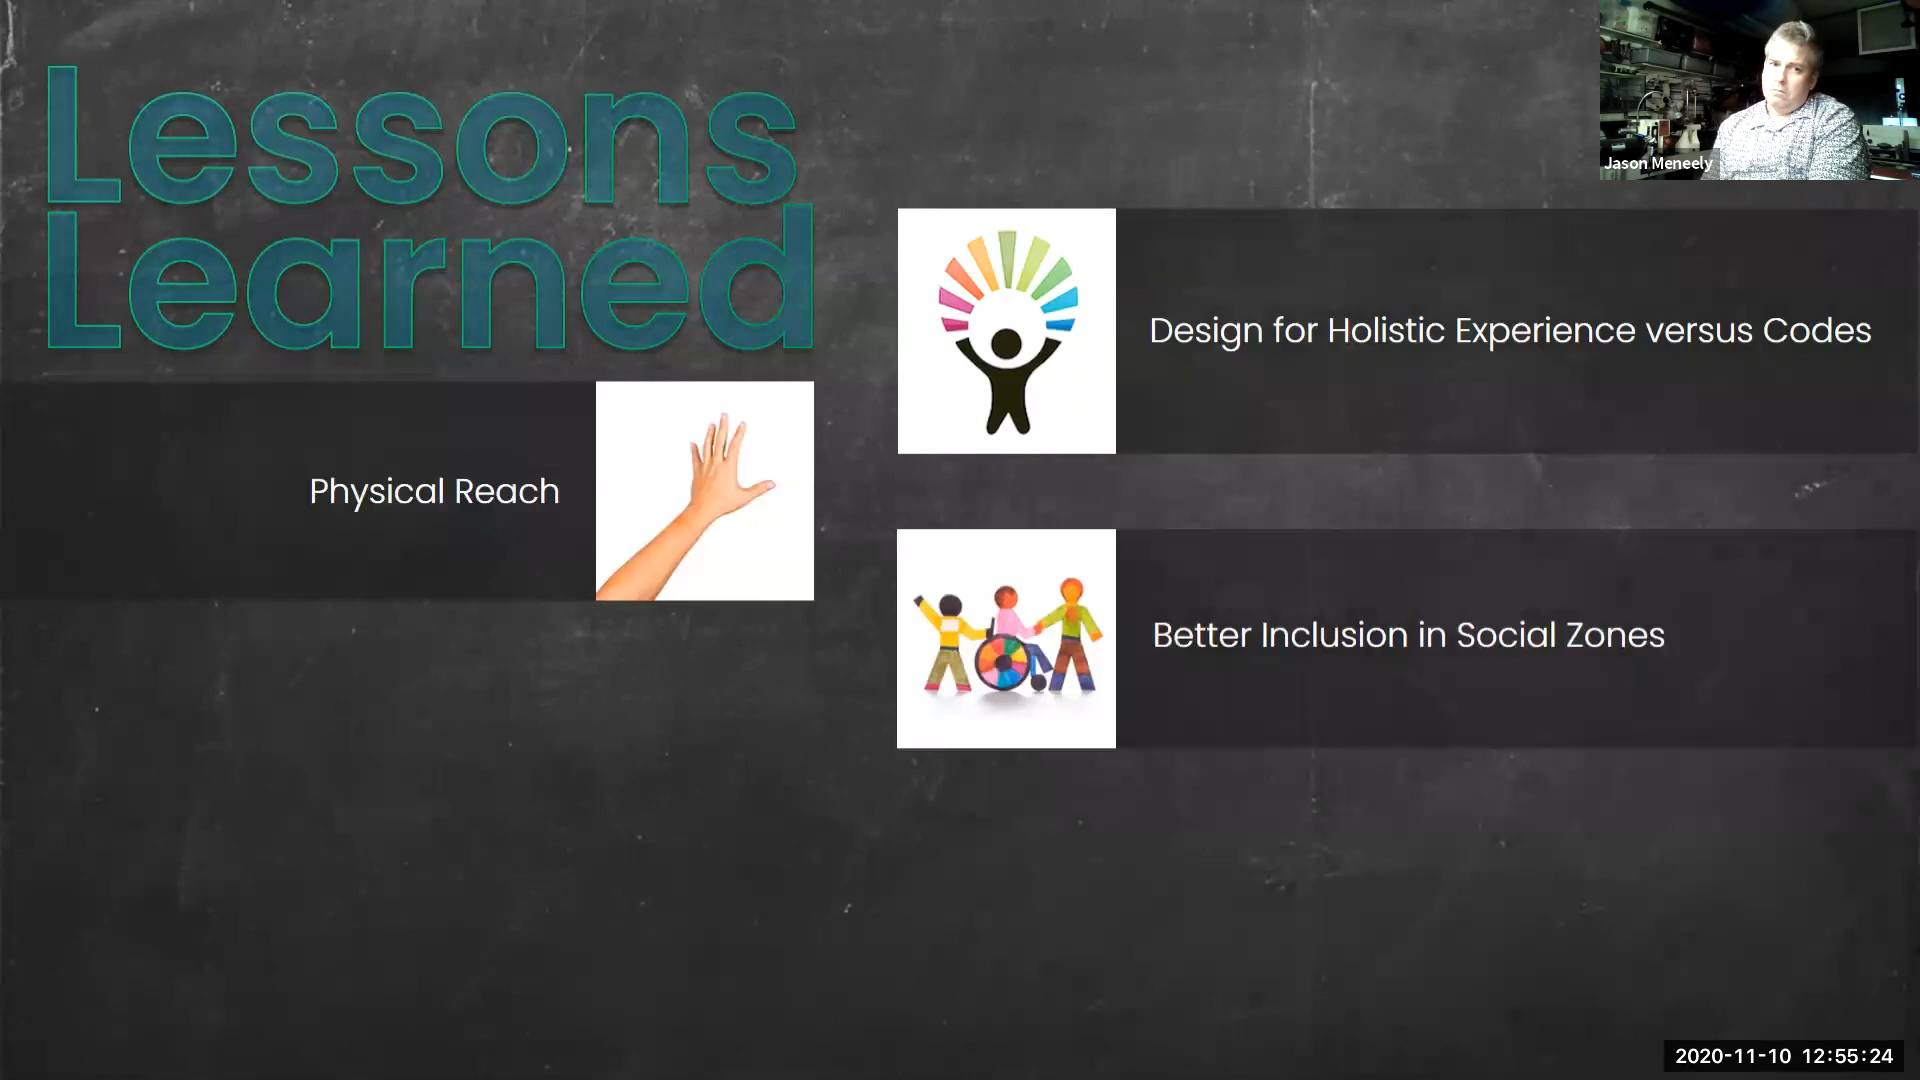 Lessons
Learned
Physical Reach
Design for Holistic Experience versus Codes
Better Inclusion in Social Zones
Jason Meneely
2020-11-10 12:55:24